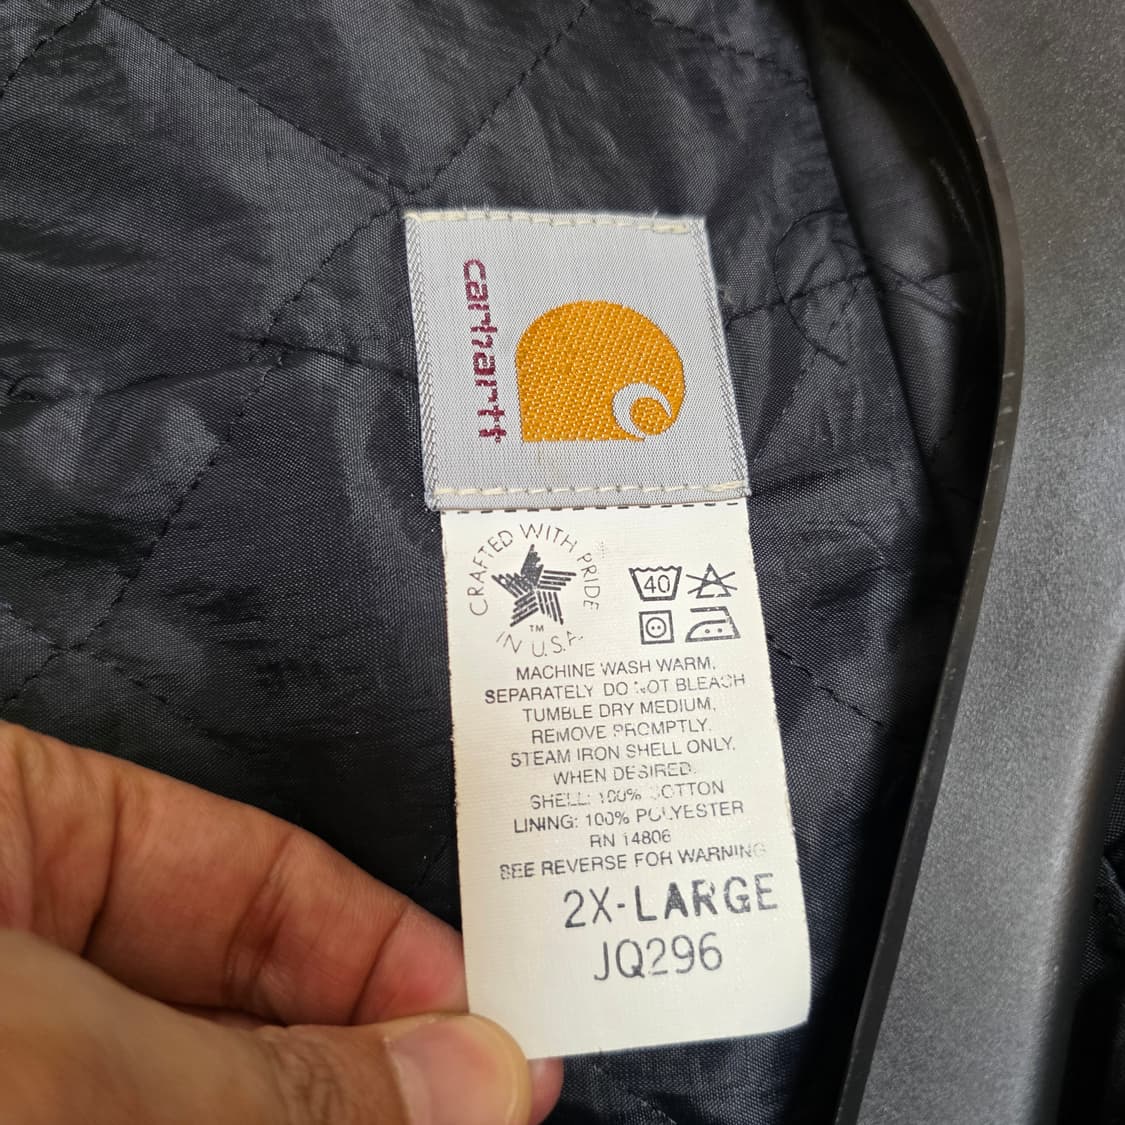 carhartt
CRAFTED WITH PRIDE
IN U.S.A.
TM
40
MACHINE WASH WARM,
SEPARATELY DO NOT BLEACH
TUMBLE DRY MEDIUM,
REMOVE PROMPTLY.
STEAM IRON SHELL ONLY.
WHEN DESIRED.
SHELL: 100% COTTON
LINING: 100% POLYESTER
RN 14806
SEE REVERSE FOR WARNING
2X-LARGE
JQ296